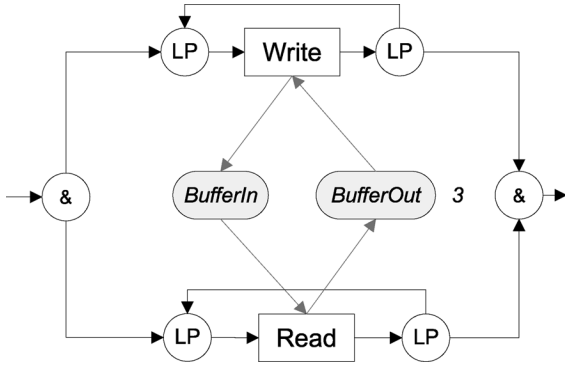 LP Write LP
& BufferIn BufferOut 3 &
LP Read LP